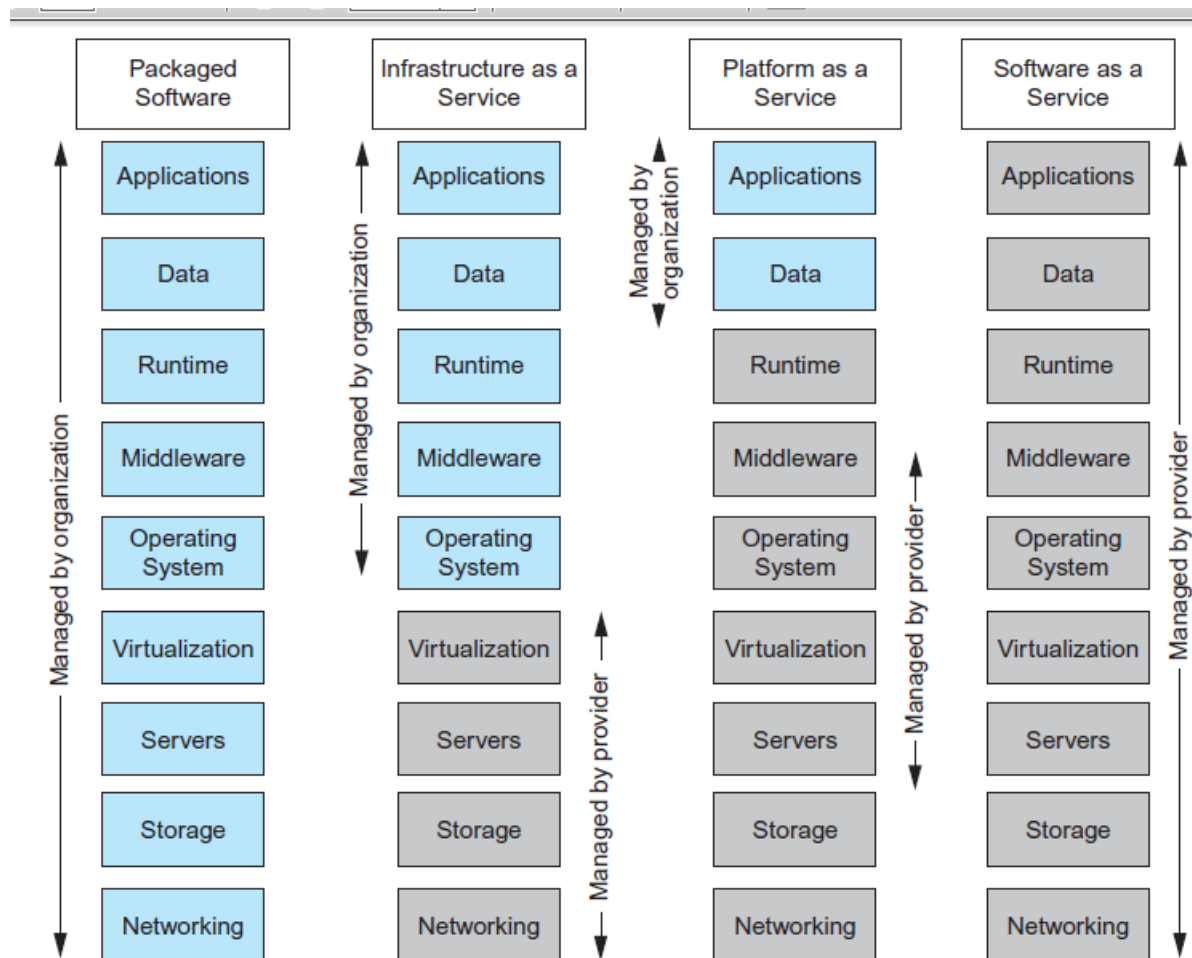 Packaged
Software
Infrastructure as a
Service
Platform as a
Service
Software as a
Service
Managed by organization
Applications
Data
Runtime
Middleware
Operating
System
Virtualization
Servers
Storage
Networking
Managed by organization
Applications
Data
Runtime
Middleware
Operating
System
Virtualization
Servers
Storage
Networking
Managed by provider
Managed by
organization
Applications
Data
Runtime
Middleware
Operating
System
Virtualization
Servers
Storage
Networking
Managed by provider
Applications
Data
Runtime
Middleware
Operating
System
Virtualization
Servers
Storage
Networking
Managed by provider